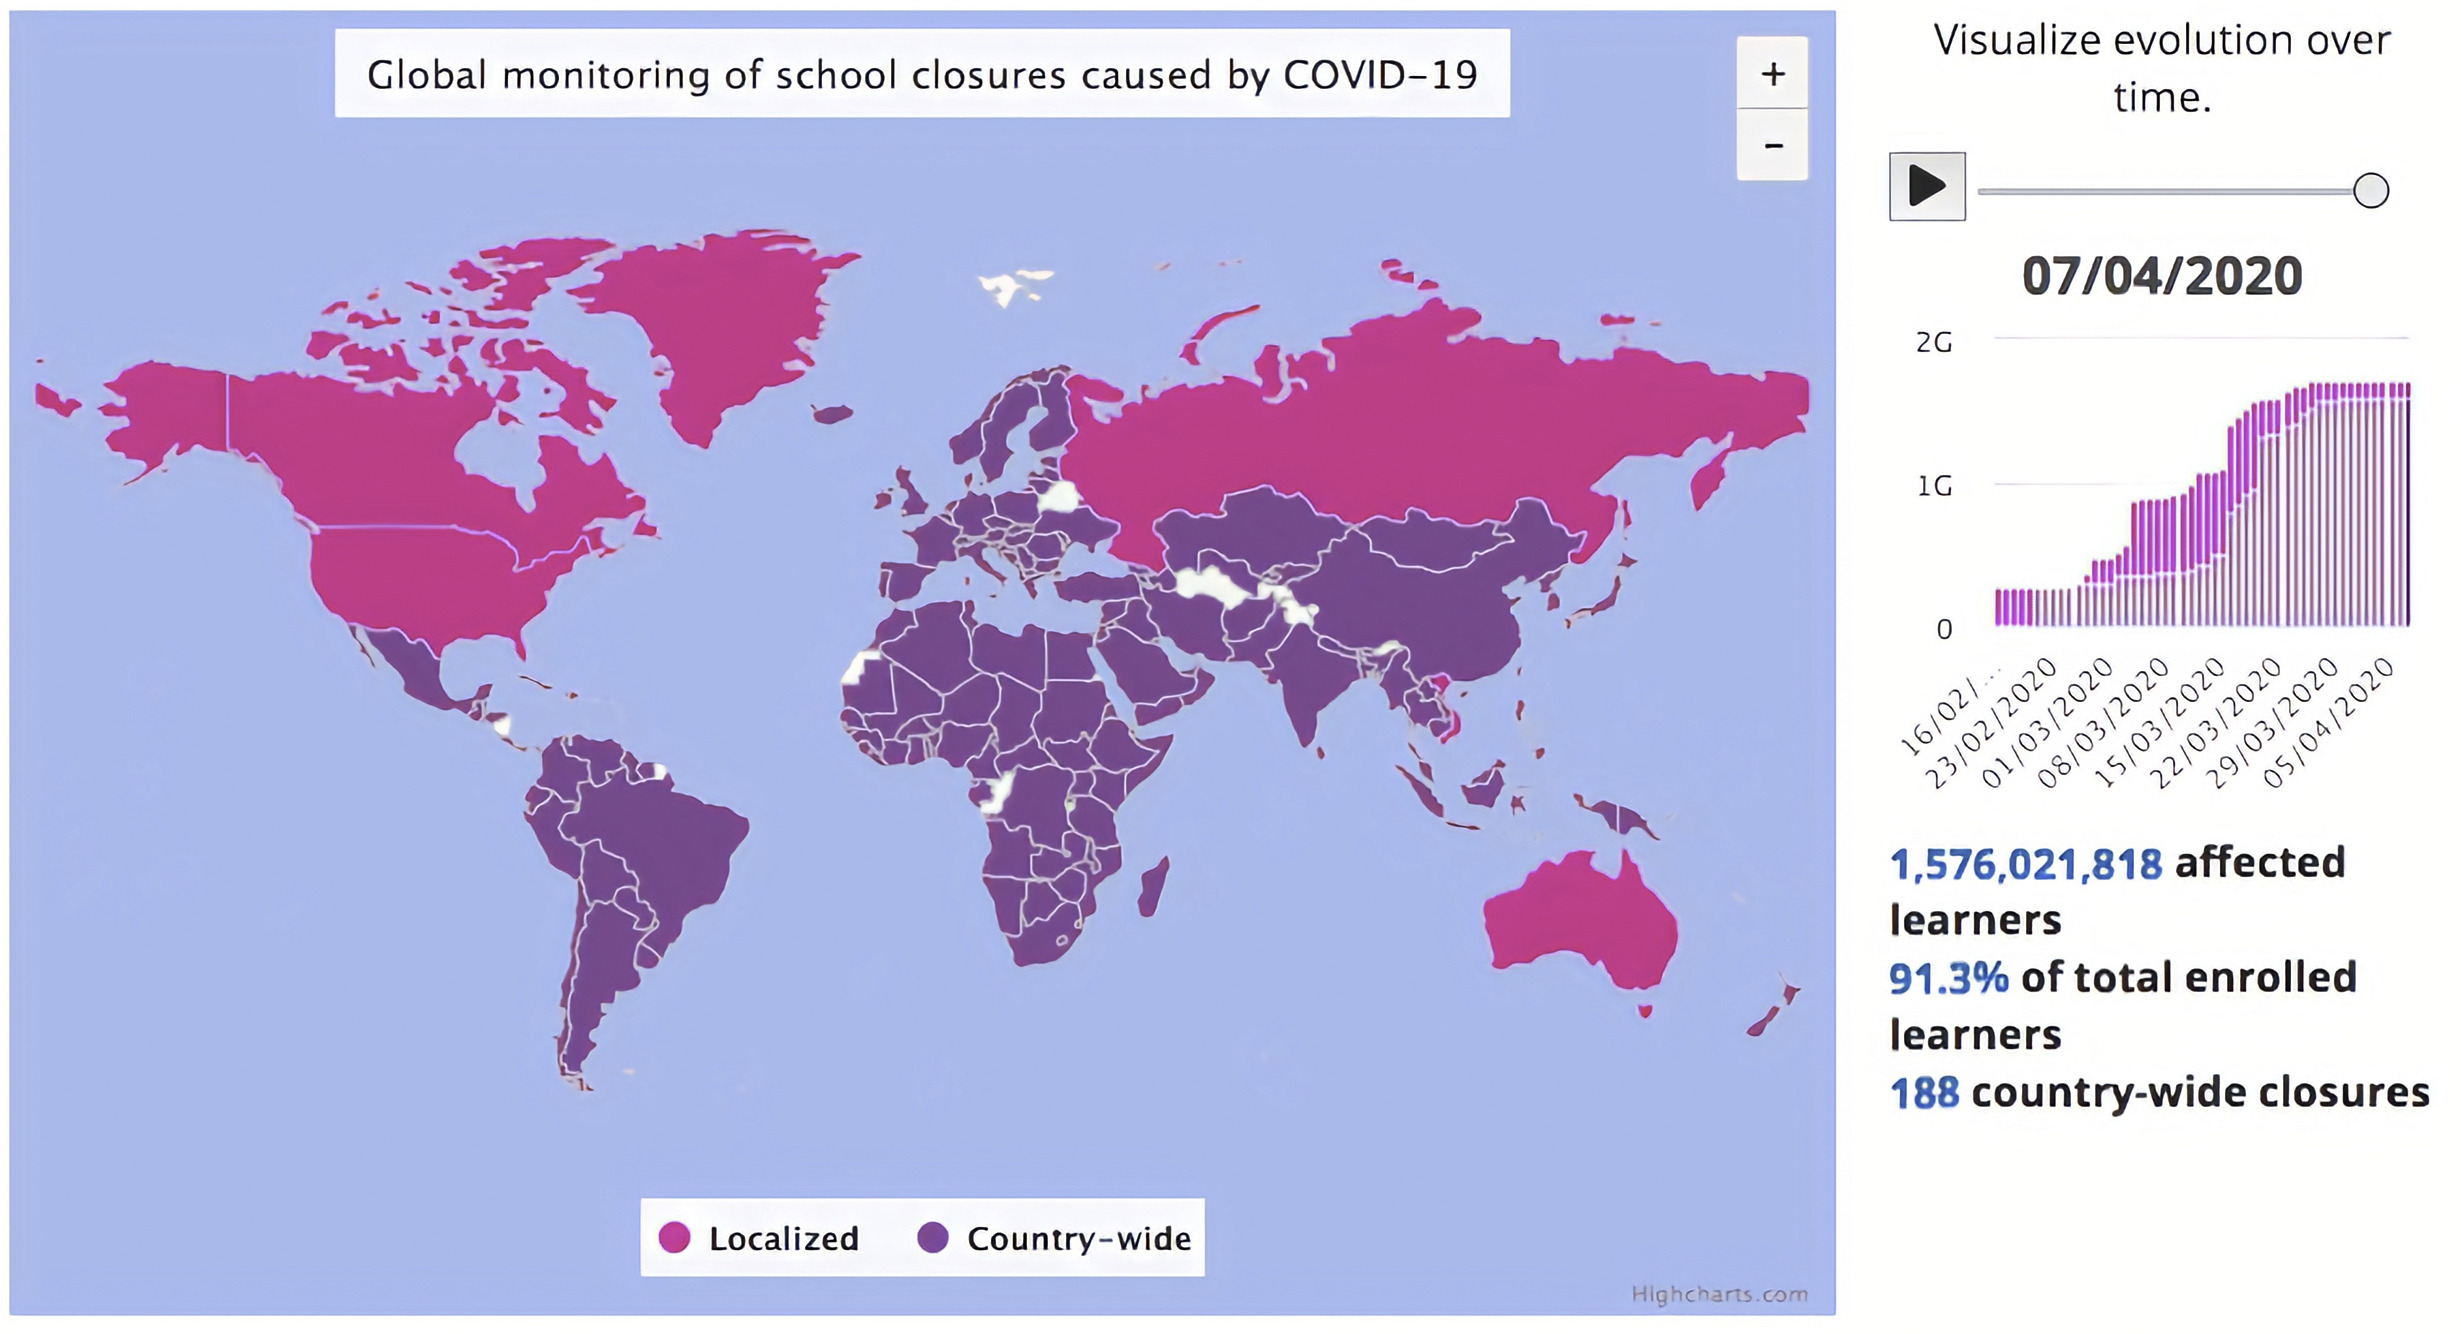 Global monitoring of school closures caused by COVID-19
+
-
Localized
Country-wide
Highcharts.com
Visualize evolution over
time.
07/04/2020
2G
1G
0
16/02/...
23/02/2020
01/03/2020
08/03/2020
15/03/2020
22/03/2020
29/03/2020
05/04/2020
1,576,021,818 affected
learners
91.3% of total enrolled
learners
188 country-wide closures